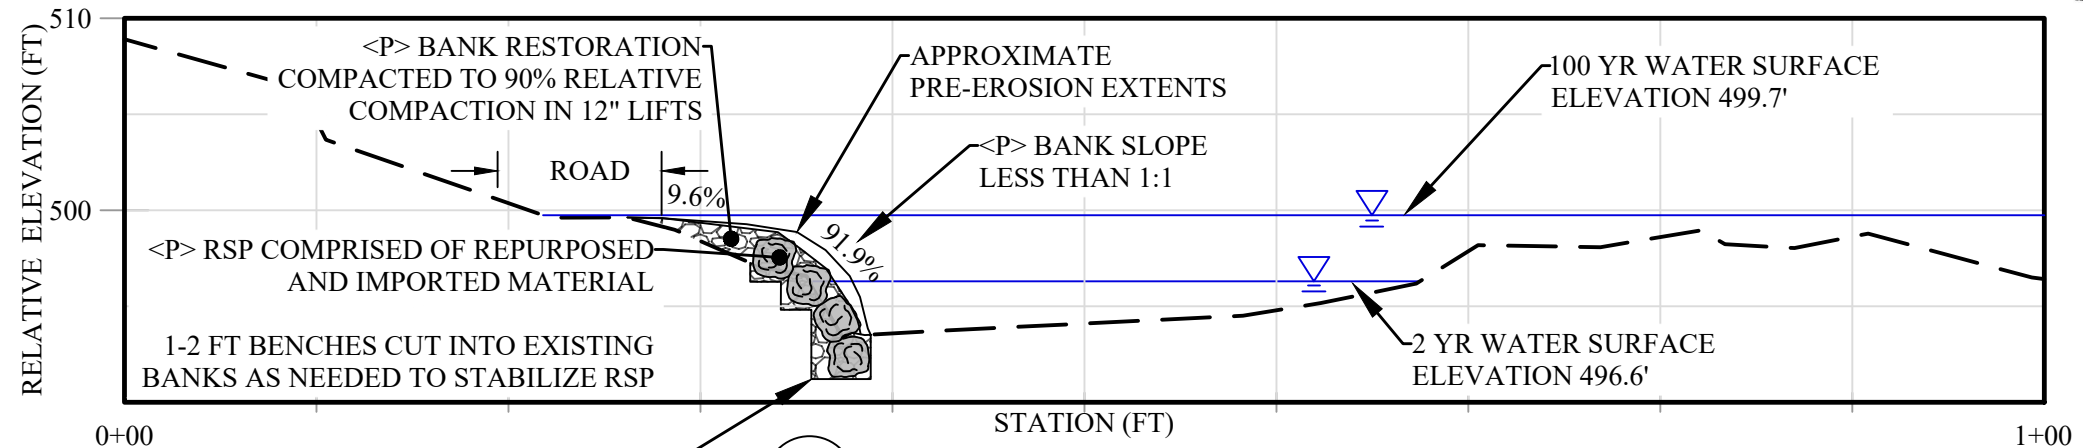 510
RELATIVE ELEVATION (FT)
<P> BANK RESTORATION
COMPACTED TO 90% RELATIVE
COMPACTION IN 12" LIFTS
APPROXIMATE
PRE-EROSION EXTENTS
100 YR WATER SURFACE
ELEVATION 499.7'
<P> BANK SLOPE
LESS THAN 1:1
ROAD
9.6%
500
91.9%
<P> RSP COMPRISED OF REPURPOSED
AND IMPORTED MATERIAL
1-2 FT BENCHES CUT INTO EXISTING
BANKS AS NEEDED TO STABILIZE RSP
2 YR WATER SURFACE
ELEVATION 496.6'
STATION (FT)
0+00
1+00